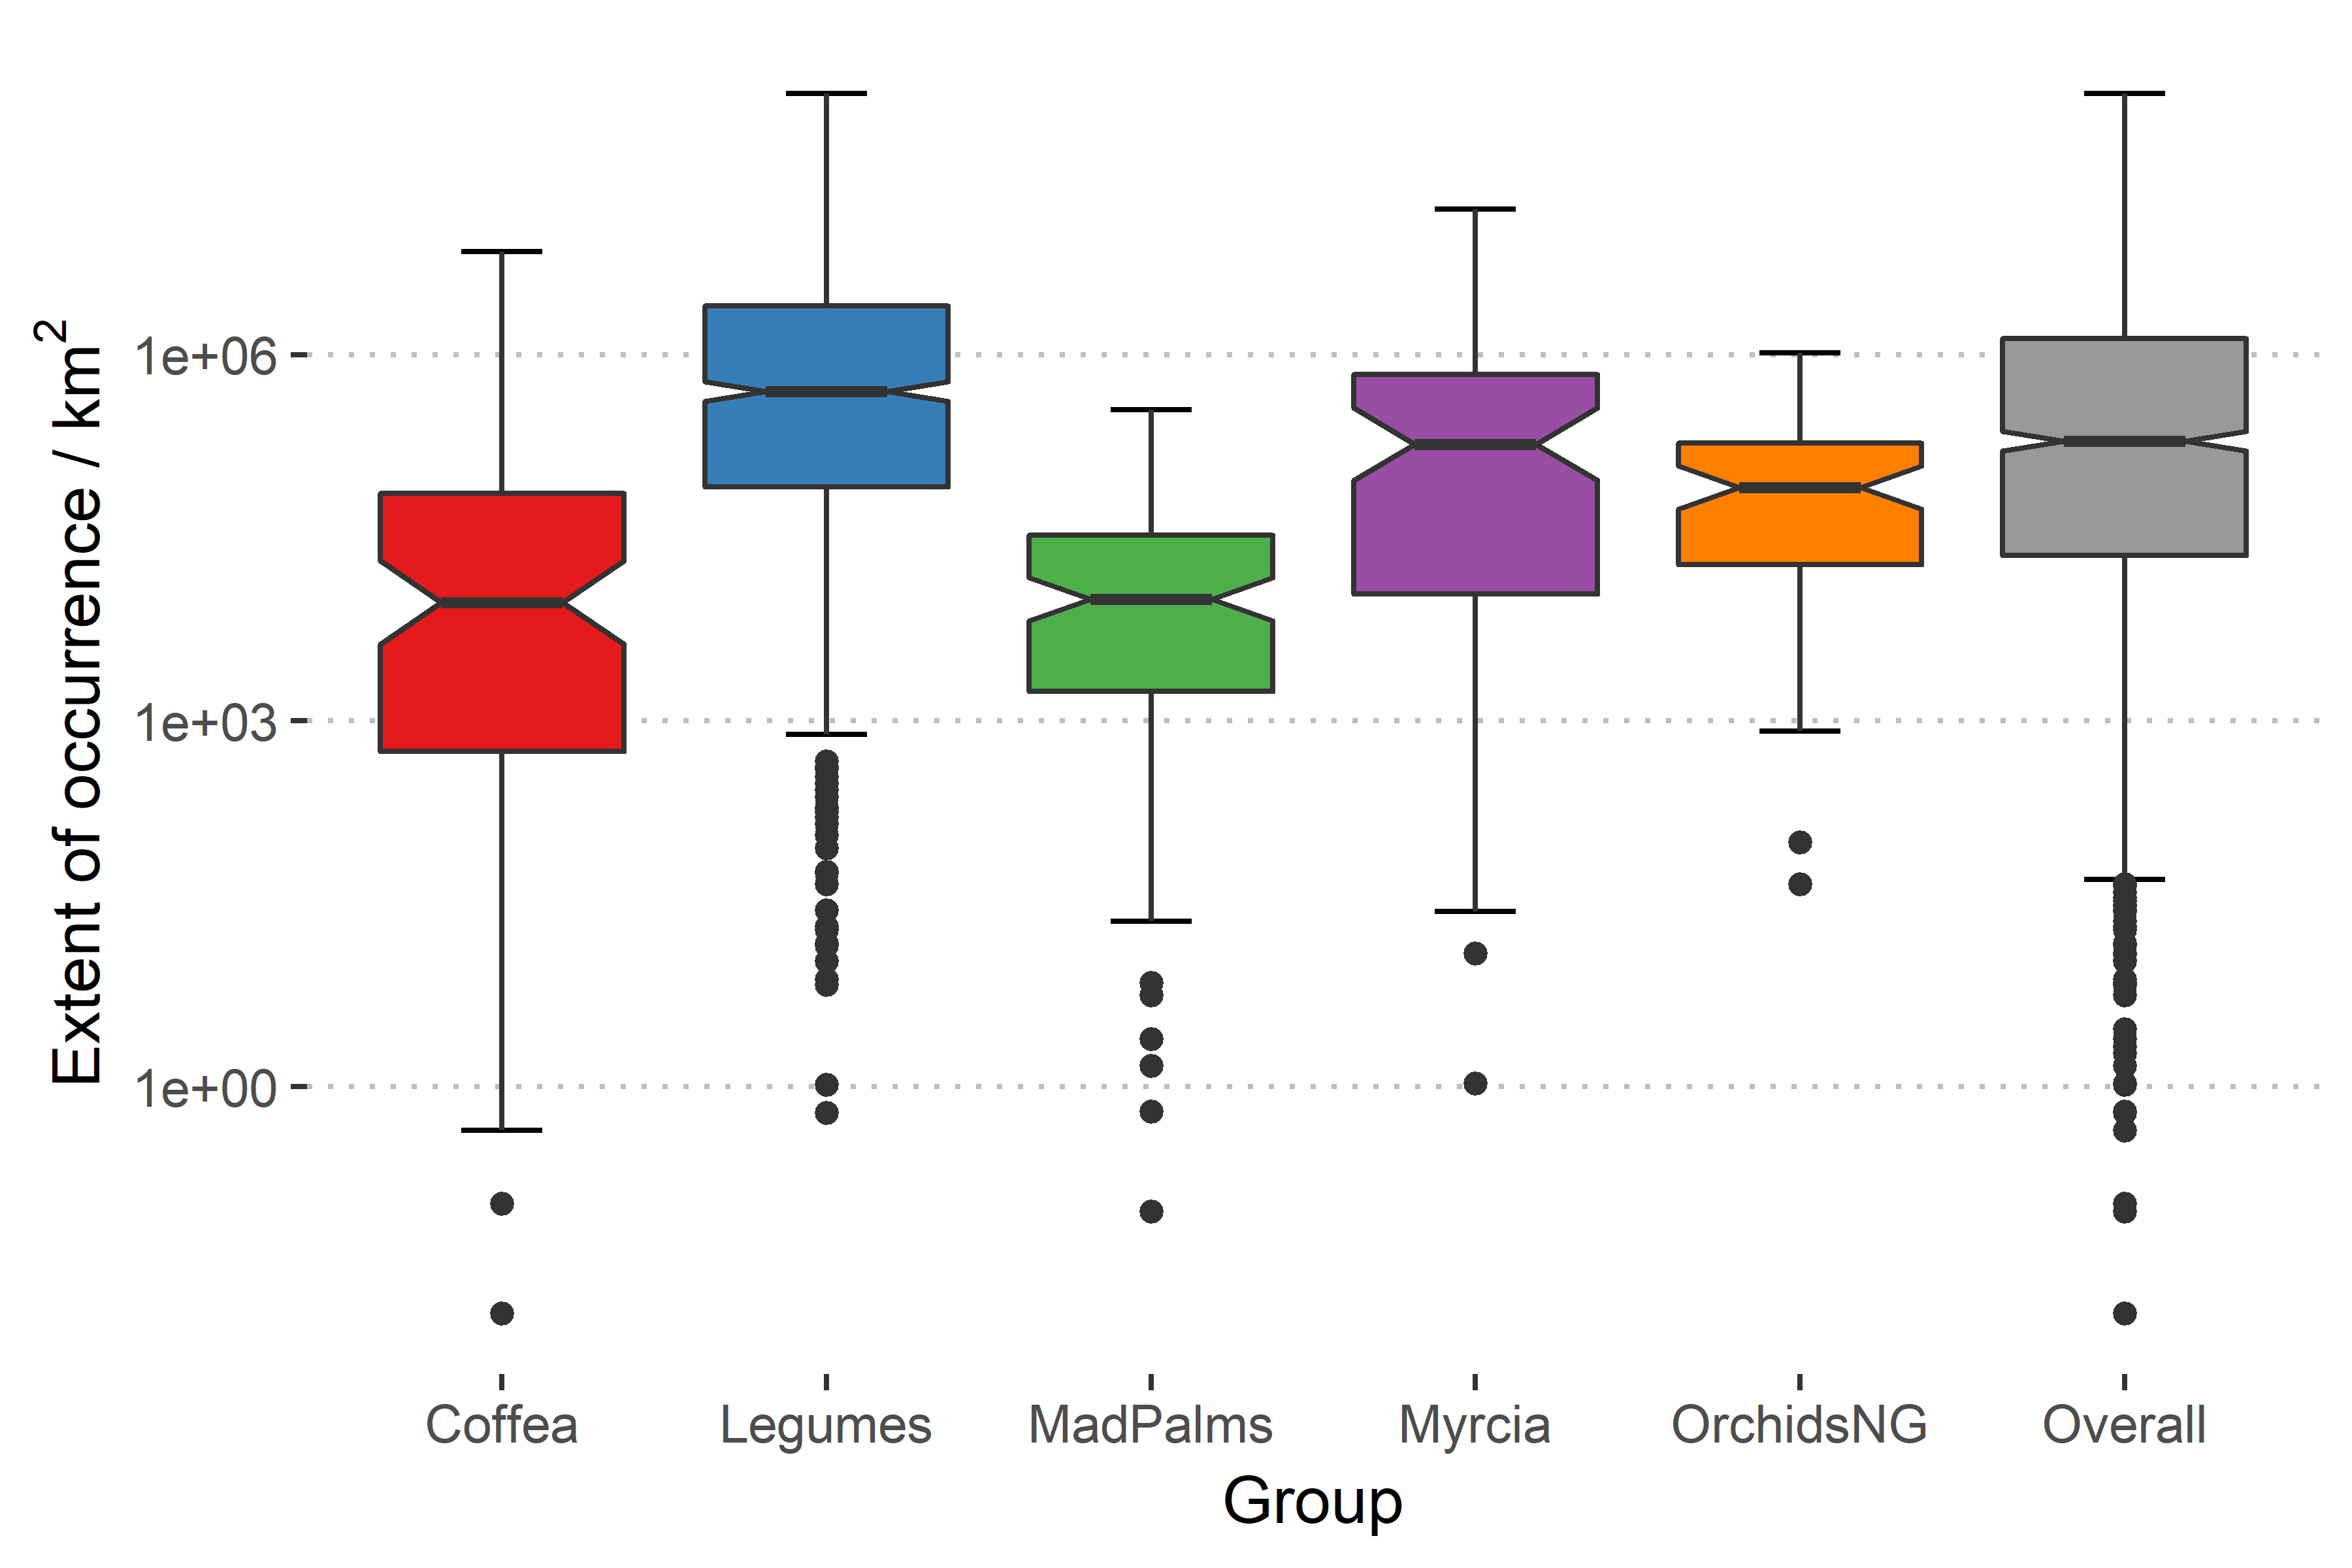 Extent of occurrence / km²
1e+06
1e+03
1e+00
Coffea Legumes MadPalms Myrcia OrchidsNG Overall
Group